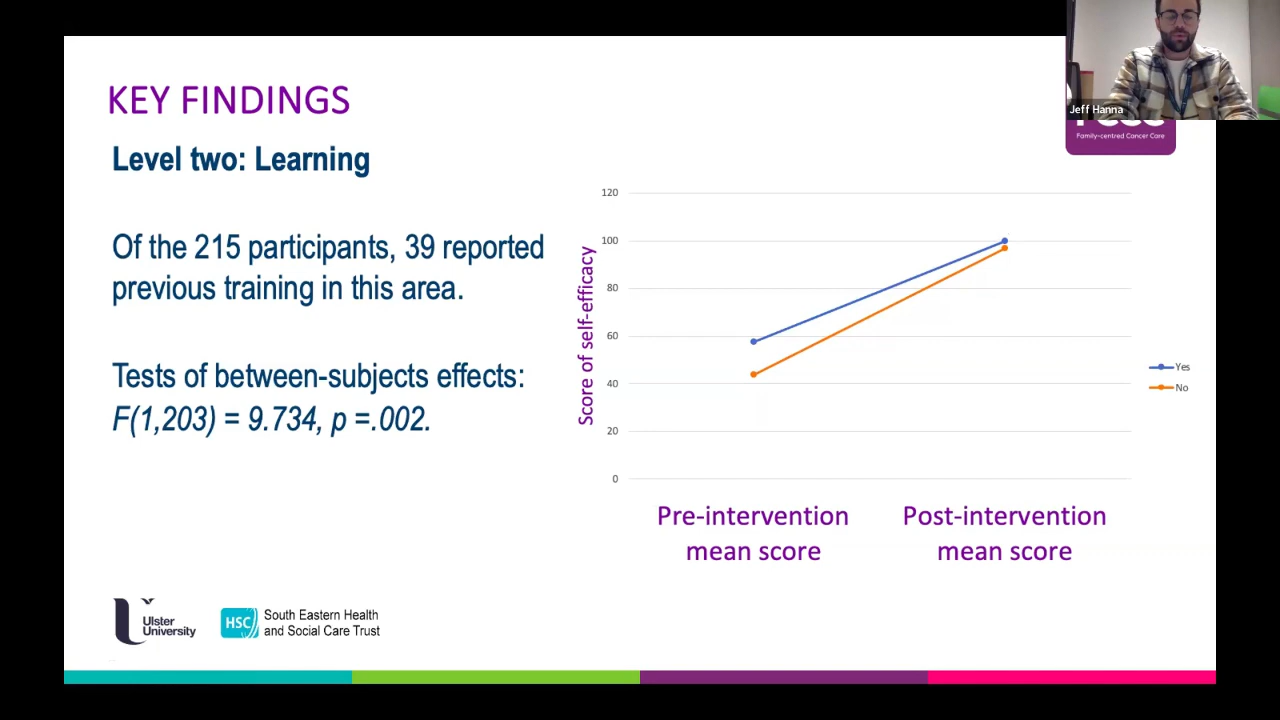 Jeff Hanna
Family-centred Cancer Care
KEY FINDINGS
Level two: Learning
Of the 215 participants, 39 reported
previous training in this area.
Tests of between-subjects effects:
F(1,203) = 9.734, p =.002.
Score of self-efficacy
120
100
80
60
40
20
0
Pre-intervention
mean score
Post-intervention
mean score
Yes
No
Ulster
University
HSC
South Eastern Health
and Social Care Trust